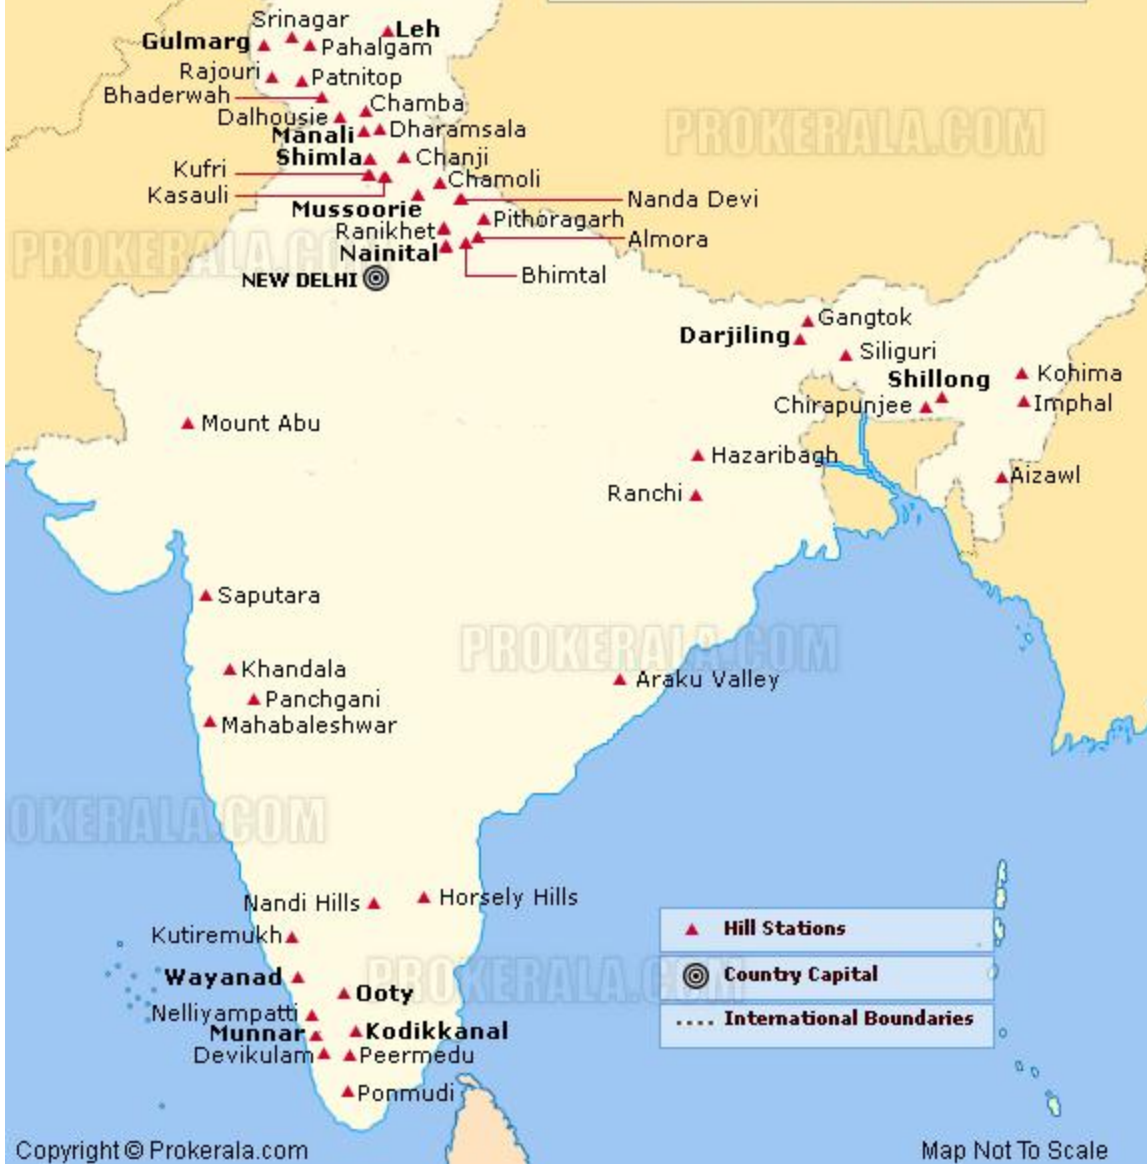 Srinagar
Leh
Gulmarg
Pahalgam
Rajouri
Patnitop
Bhaderwah
Chamba
Dalhousie
Manali
Dharamsala
Shimla
Chanji
Kufri
Chamoli
Kasauli
Nanda Devi
Mussoorie
Pithoragarh
Ranikhet
Almora
Nainital
Bhimtal
NEW DELHI
PROKERALA.COM
PROKERALA.COM
Gangtok
Darjiling
Siliguri
Shillong
Kohima
Chirapunjee
Imphal
Mount Abu
Hazaribagh
Ranchi
Aizawl
Saputara
PROKERALA.COM
Khandala
Araku Valley
Panchgani
Mahabaleshwar
OKERALA.COM
Nandi Hills
Horsely Hills
Kutiremukh
Wayanad
PROKERALA.COM
Ooty
Nelliyampatti
Munnar
Kodikkanal
Devikulam
Peermedu
Ponmudi
Hill Stations
Country Capital
International Boundaries
Copyright © Prokerala.com
Map Not To Scale